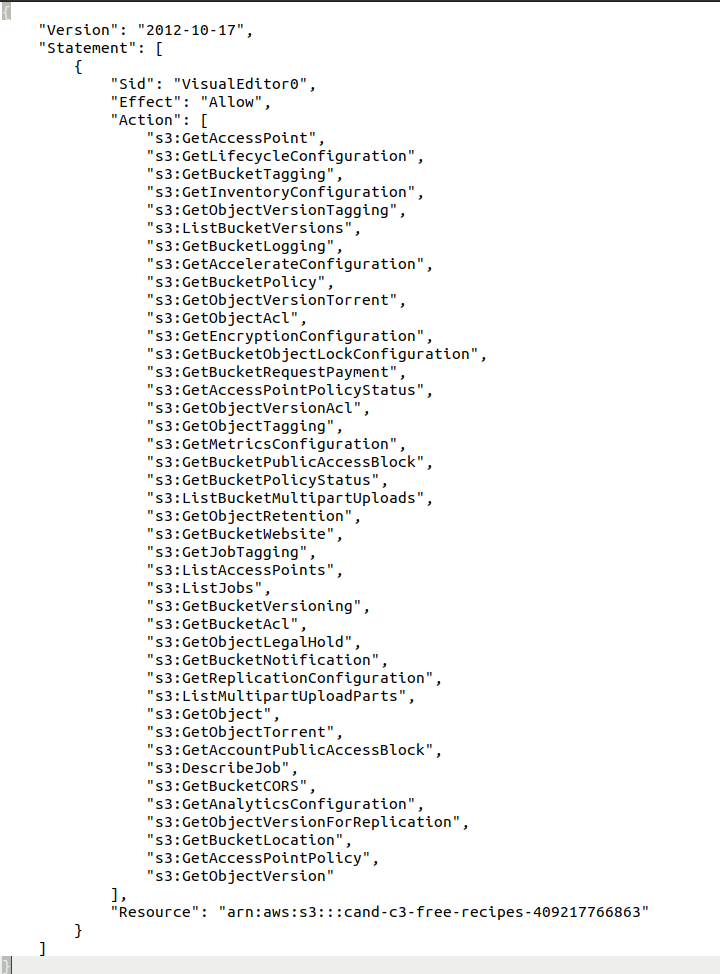 {
    "Version": "2012-10-17",
    "Statement": [
        {
            "Sid": "VisualEditor0",
            "Effect": "Allow",
            "Action": [
                "s3:GetAccessPoint",
                "s3:GetLifecycleConfiguration",
                "s3:GetBucketTagging",
                "s3:GetInventoryConfiguration",
                "s3:GetObjectVersionTagging",
                "s3:ListBucketVersions",
                "s3:GetBucketLogging",
                "s3:GetAccelerateConfiguration",
                "s3:GetBucketPolicy",
                "s3:GetObjectVersionTorrent",
                "s3:GetObjectAcl",
                "s3:GetEncryptionConfiguration",
                "s3:GetBucketObjectLockConfiguration",
                "s3:GetBucketRequestPayment",
                "s3:GetAccessPointPolicyStatus",
                "s3:GetObjectVersionAcl",
                "s3:GetObjectTagging",
                "s3:GetMetricsConfiguration",
                "s3:GetBucketPublicAccessBlock",
                "s3:GetBucketPolicyStatus",
                "s3:ListBucketMultipartUploads",
                "s3:GetObjectRetention",
                "s3:GetBucketWebsite",
                "s3:GetJobTagging",
                "s3:ListAccessPoints",
                "s3:ListJobs",
                "s3:GetBucketVersioning",
                "s3:GetBucketAcl",
                "s3:GetObjectLegalHold",
                "s3:GetBucketNotification",
                "s3:GetReplicationConfiguration",
                "s3:ListMultipartUploadParts",
                "s3:GetObject",
                "s3:GetObjectTorrent",
                "s3:GetAccountPublicAccessBlock",
                "s3:DescribeJob",
                "s3:GetBucketCORS",
                "s3:GetAnalyticsConfiguration",
                "s3:GetObjectVersionForReplication",
                "s3:GetBucketLocation",
                "s3:GetAccessPointPolicy",
                "s3:GetObjectVersion"
            ],
            "Resource": "arn:aws:s3:::cand-c3-free-recipes-409217766863"
        }
    ]
}